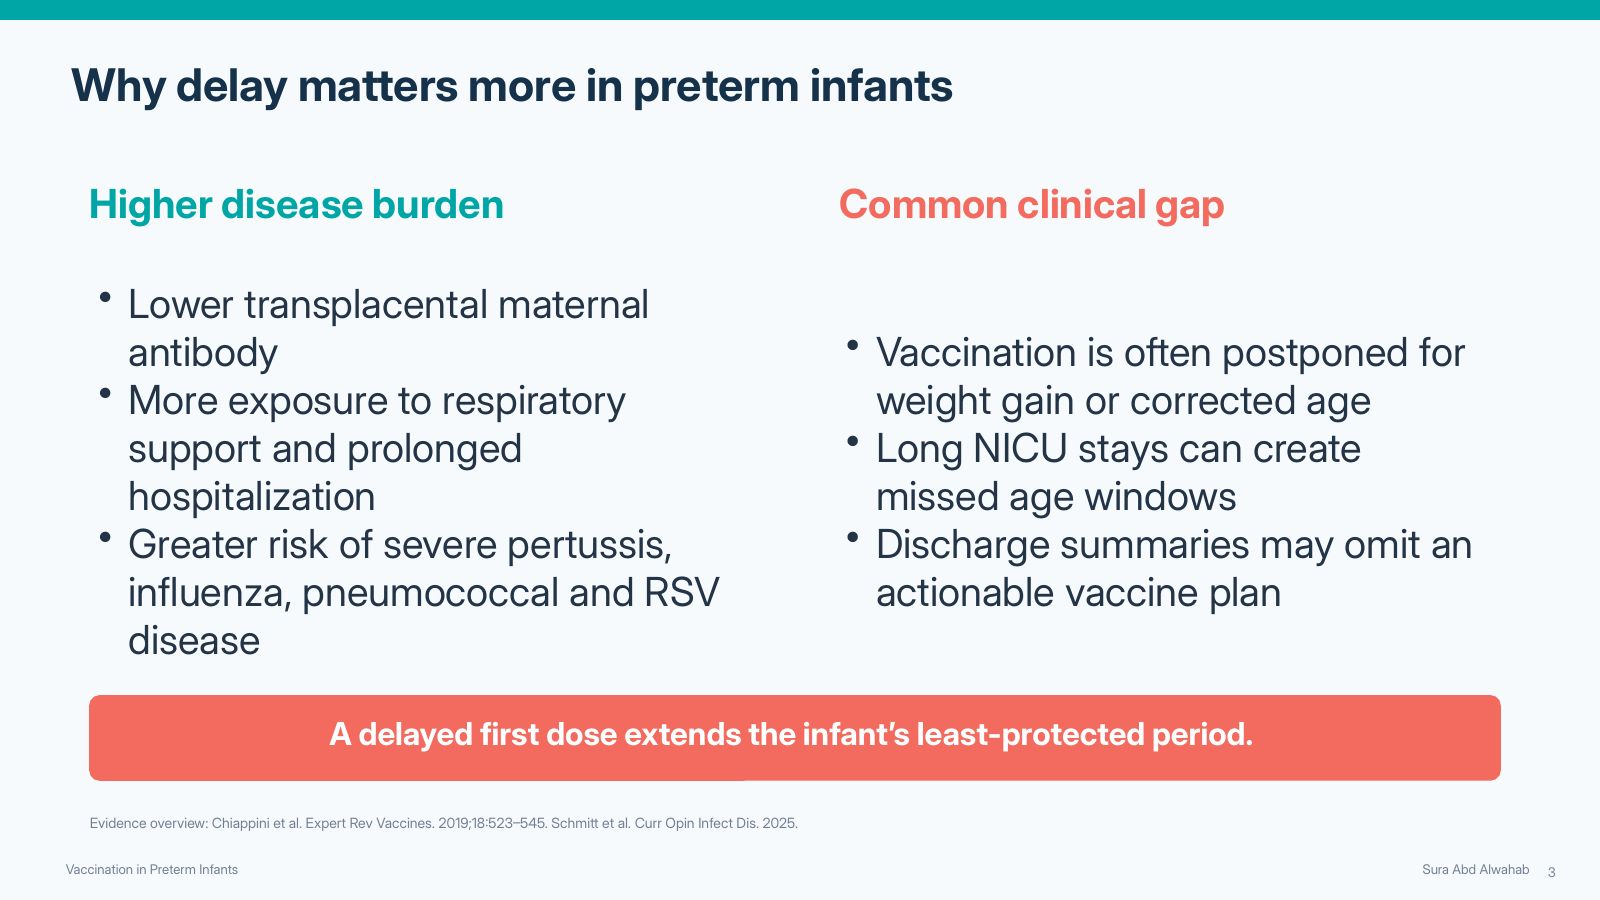 Why delay matters more in preterm infants
Higher disease burden
• Lower transplacental maternal
antibody
• More exposure to respiratory
support and prolonged
hospitalization
• Greater risk of severe pertussis,
influenza, pneumococcal and RSV
disease
Common clinical gap
• Vaccination is often postponed for
weight gain or corrected age
• Long NICU stays can create
missed age windows
• Discharge summaries may omit an
actionable vaccine plan
A delayed first dose extends the infant’s least-protected period.
Evidence overview: Chiappini et al. Expert Rev Vaccines. 2019;18:523–545. Schmitt et al. Curr Opin Infect Dis. 2025.
Vaccination in Preterm Infants
Sura Abd Alwahab 3